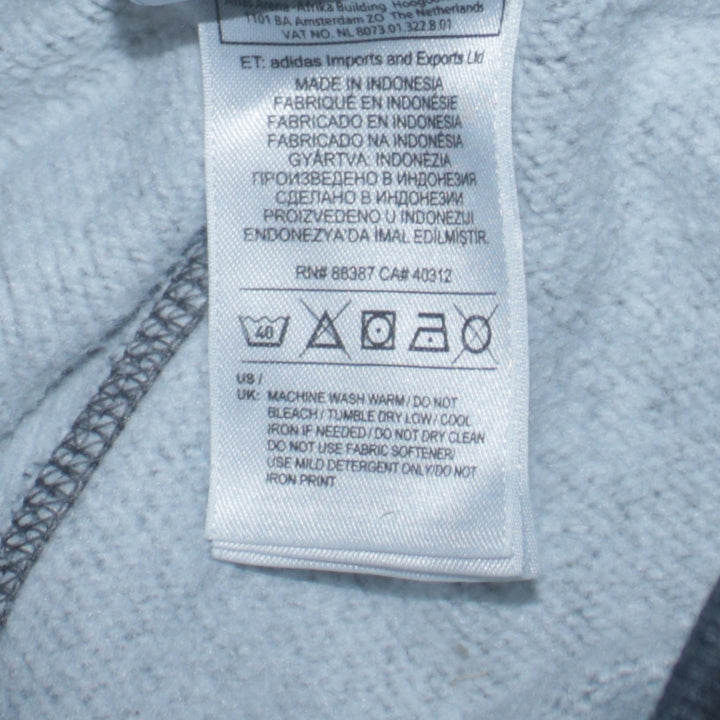 Atlas Arena - Afrika Building
1101 BA Amsterdam ZO The Netherlands
VAT NO. NL 8073.01.322.B.01
ET: adidas Imports and Exports Ltd
MADE IN INDONESIA
FABRIQUÉ EN INDONÉSIE
FABRICADO EN INDONESIA
FABRICADO NA INDONÉSIA
GYÁRTVA: INDONÉZIA
ПРОИЗВЕДЕНО В ИНДОНЕЗИЯ
СДЕЛАНО В ИНДОНЕЗИИ
PROIZVEDENO U INDONEZIJI
ENDONEZYA'DA İMAL EDİLMİŞTİR.
RN# 88387 CA# 40312
40
US /
UK: MACHINE WASH WARM / DO NOT
BLEACH / TUMBLE DRY LOW / COOL
IRON IF NEEDED / DO NOT DRY CLEAN
DO NOT USE FABRIC SOFTENER/
USE MILD DETERGENT ONLY/DO NOT
IRON PRINT